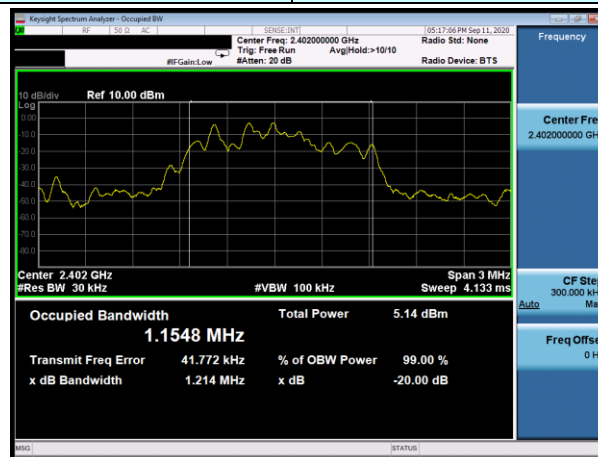 Keysight Spectrum Analyzer - Occupied BW
RF 50 Ω AC SENSE:INT 05:17:06 PM Sep 11, 2020
Center Freq: 2.402000000 GHz Radio Std: None
Trig: Free Run Avg|Hold:>10/10
#IFGain:Low #Atten: 20 dB Radio Device: BTS
Frequency
10 dB/div Ref 10.00 dBm
Log
0.00
-10.0
-20.0
-30.0
-40.0
-50.0
-60.0
-70.0
-80.0
Center Fre
2.402000000 GH
Center 2.402 GHz Span 3 MHz
#Res BW 30 kHz #VBW 100 kHz Sweep 4.133 ms
CF Ste
300.000 kH
Auto Ma
Occupied Bandwidth Total Power 5.14 dBm
1.1548 MHz
Transmit Freq Error 41.772 kHz % of OBW Power 99.00 %
x dB Bandwidth 1.214 MHz x dB -20.00 dB
Freq Offse
0 H
MSG STATUS